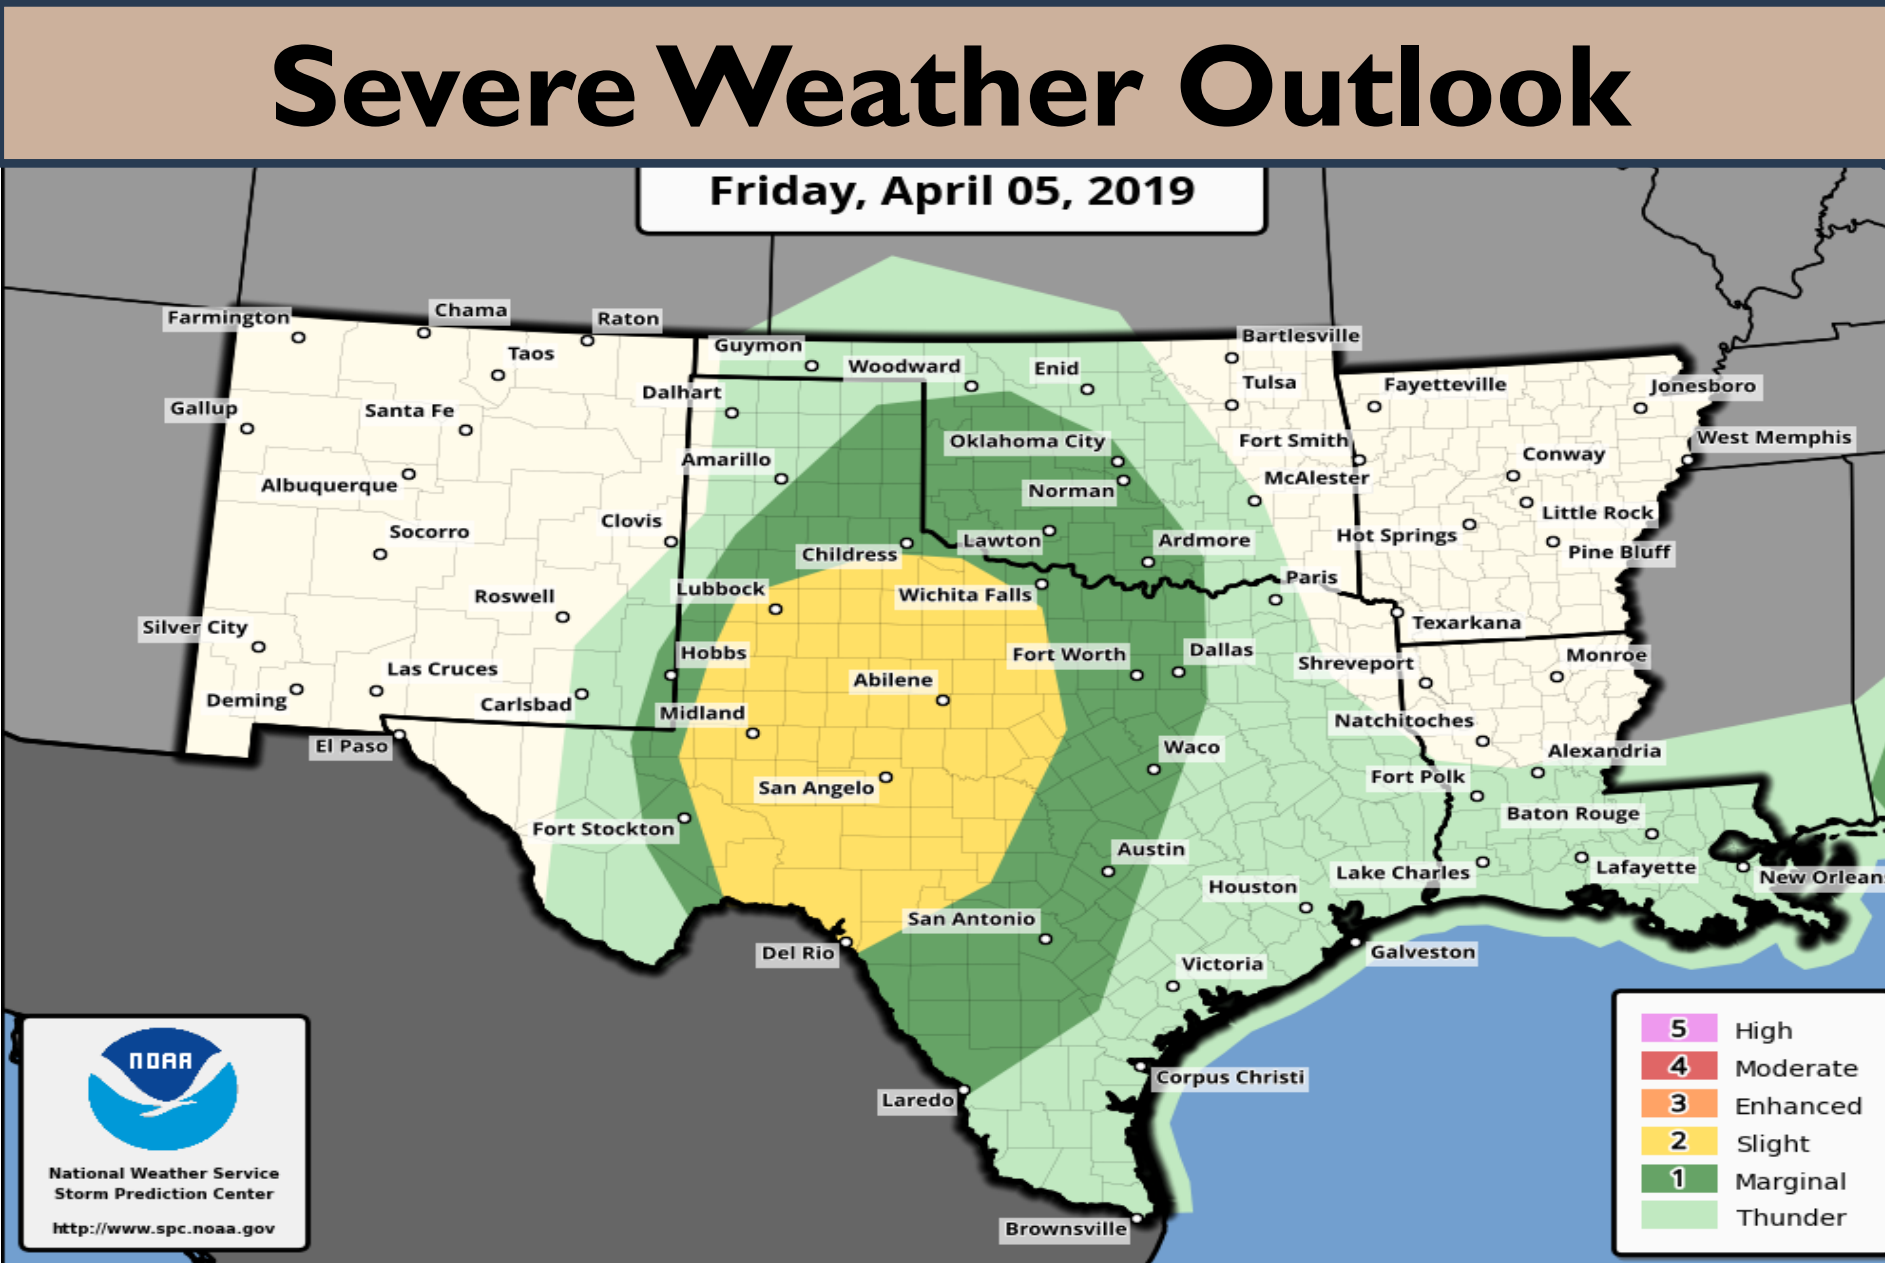 Severe Weather Outlook
Friday, April 05, 2019
Farmington
Chama
Raton
Taos
Guymon
Woodward
Enid
Bartlesville
Dalhart
Tulsa
Fayetteville
Jonesboro
Gallup
Santa Fe
Oklahoma City
Fort Smith
West Memphis
Amarillo
Conway
Albuquerque
Norman
McAlester
Little Rock
Clovis
Socorro
Childress
Lawton
Ardmore
Hot Springs
Pine Bluff
Lubbock
Roswell
Wichita Falls
Paris
Texarkana
Silver City
Hobbs
Fort Worth
Dallas
Shreveport
Monroe
Las Cruces
Abilene
Deming
Carlsbad
Midland
Natchitoches
El Paso
Waco
Alexandria
San Angelo
Fort Polk
Fort Stockton
Baton Rouge
Austin
Lake Charles
Lafayette
New Orleans
Houston
San Antonio
Del Rio
Galveston
Victoria
Corpus Christi
Laredo
Brownsville
NOAA
National Weather Service
Storm Prediction Center
http://www.spc.noaa.gov
5 High
4 Moderate
3 Enhanced
2 Slight
1 Marginal
Thunder